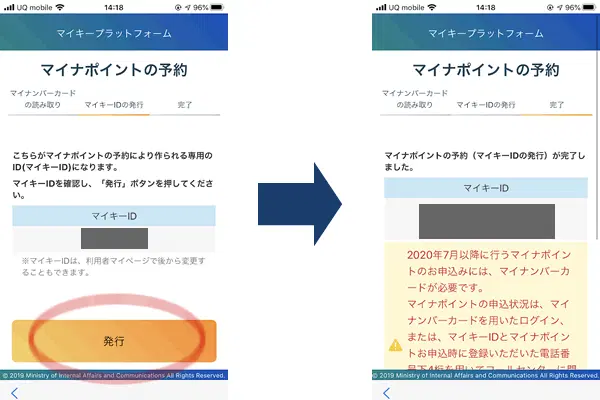 UQ mobile
14:18
96%
マイキープラットフォーム
マイナポイントの予約
マイナンバーカード
の読み取り
マイキーIDの発行
完了
こちらがマイナポイントの予約により作られる専用の
ID(マイキーID)になります。
マイキーIDを確認し、「発行」ボタンを押してくださ
い。
マイキーID
※マイキーIDは、利用者マイページで後から変更す
ることもできます。
発行
© 2019 Ministry of Internal Affairs and Communications All Rights Reserved.
UQ mobile
14:18
96%
マイキープラットフォーム
マイナポイントの予約
マイナンバーカード
の読み取り
マイキーIDの発行
完了
マイナポイントの予約（マイキーIDの発行）が完了し
ました。
マイキーID
2020年7月以降に行うマイナポイン
トのお申込みには、マイナンバーカ
ードが必要です。
マイナポイントの申込状況は、マイ
ナンバーカードを用いたログイン、
または、マイキーIDとマイナポイント
お申込時に登録いただいた電話番
号下4桁を用いてコールセンターに問
© 2019 Ministry of Internal Affairs and Communications All Rights Reserved.